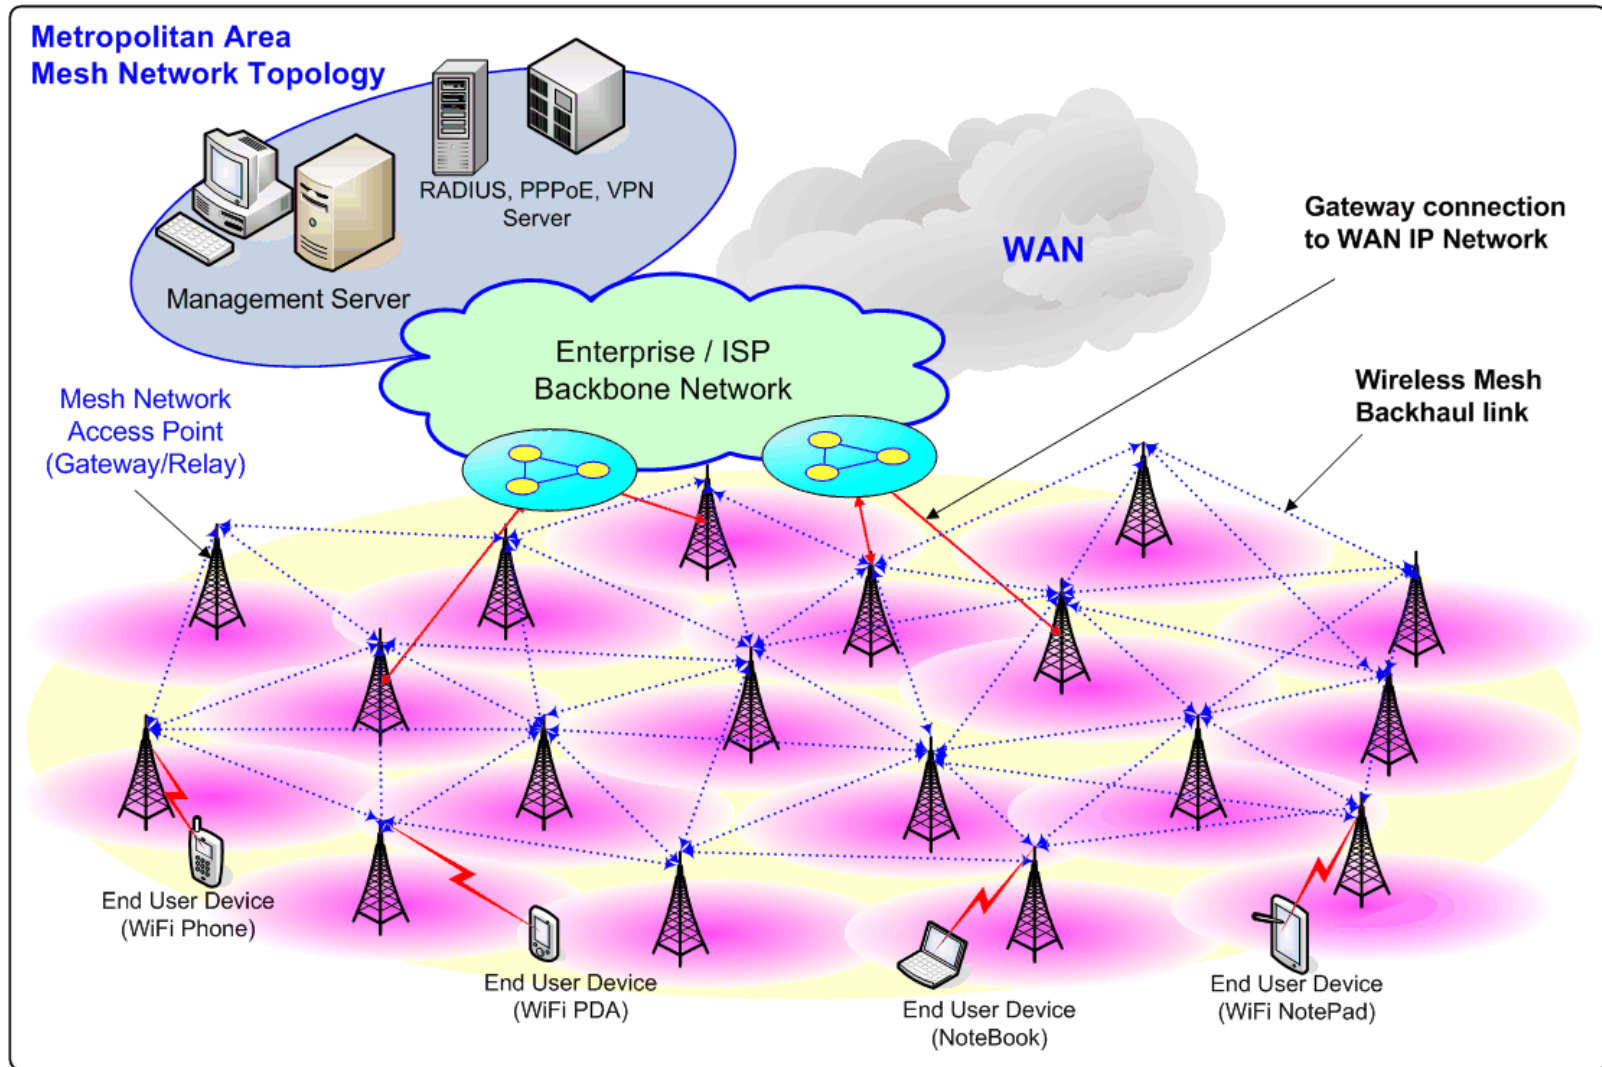 Metropolitan Area
Mesh Network Topology
RADIUS, PPPoE, VPN
Server
Management Server
WAN
Gateway connection
to WAN IP Network
Enterprise / ISP
Backbone Network
Wireless Mesh
Backhaul link
Mesh Network
Access Point
(Gateway/Relay)
End User Device
(WiFi Phone)
End User Device
(WiFi PDA)
End User Device
(NoteBook)
End User Device
(WiFi NotePad)